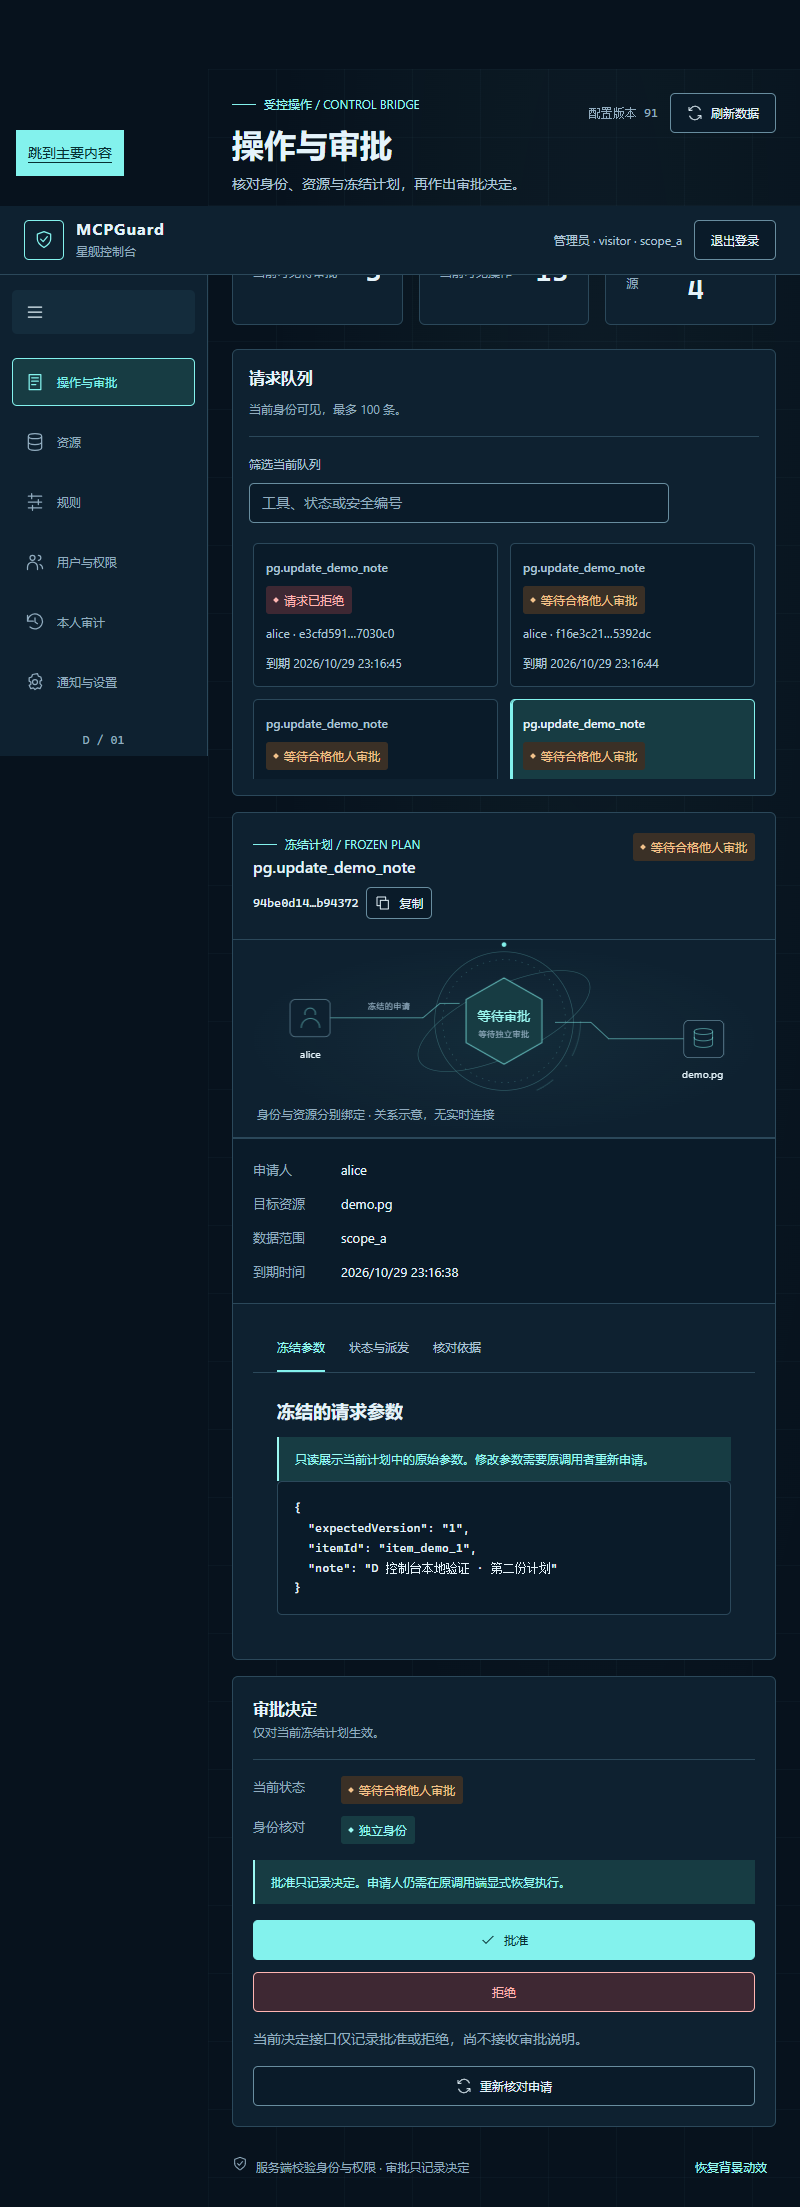 受控操作 / CONTROL BRIDGE
配置版本 91
刷新数据
操作与审批
跳到主要内容
核对身份、资源与冻结计划，再作出审批决定。
MCPGuard
星舰控制台
管理员 · visitor · scope_a
退出登录
源
4
操作与审批
资源
规则
用户与权限
本人审计
通知与设置
D / 01
请求队列
当前身份可见，最多 100 条。
筛选当前队列
工具、状态或安全编号
pg.update_demo_note
请求已拒绝
alice · e3cfd591…7030c0
到期 2026/10/29 23:16:45
pg.update_demo_note
等待合格他人审批
alice · f16e3c21…5392dc
到期 2026/10/29 23:16:44
pg.update_demo_note
等待合格他人审批
pg.update_demo_note
等待合格他人审批
冻结计划 / FROZEN PLAN
等待合格他人审批
pg.update_demo_note
94be0d14…b94372
复制
冻结的申请
等待审批
等待独立审批
alice
demo.pg
身份与资源分别绑定 · 关系示意，无实时连接
申请人 alice
目标资源 demo.pg
数据范围 scope_a
到期时间 2026/10/29 23:16:38
冻结参数 状态与派发 核对依据
冻结的请求参数
只读展示当前计划中的原始参数。修改参数需要原调用者重新申请。
{
"expectedVersion": "1",
"itemId": "item_demo_1",
"note": "D 控制台本地验证 · 第二份计划"
}
审批决定
仅对当前冻结计划生效。
当前状态 等待合格他人审批
身份核对 独立身份
批准只记录决定。申请人仍需在原调用端显式恢复执行。
批准
拒绝
当前决定接口仅记录批准或拒绝，尚不接收审批说明。
重新核对申请
服务端校验身份与权限 · 审批只记录决定
恢复背景动效